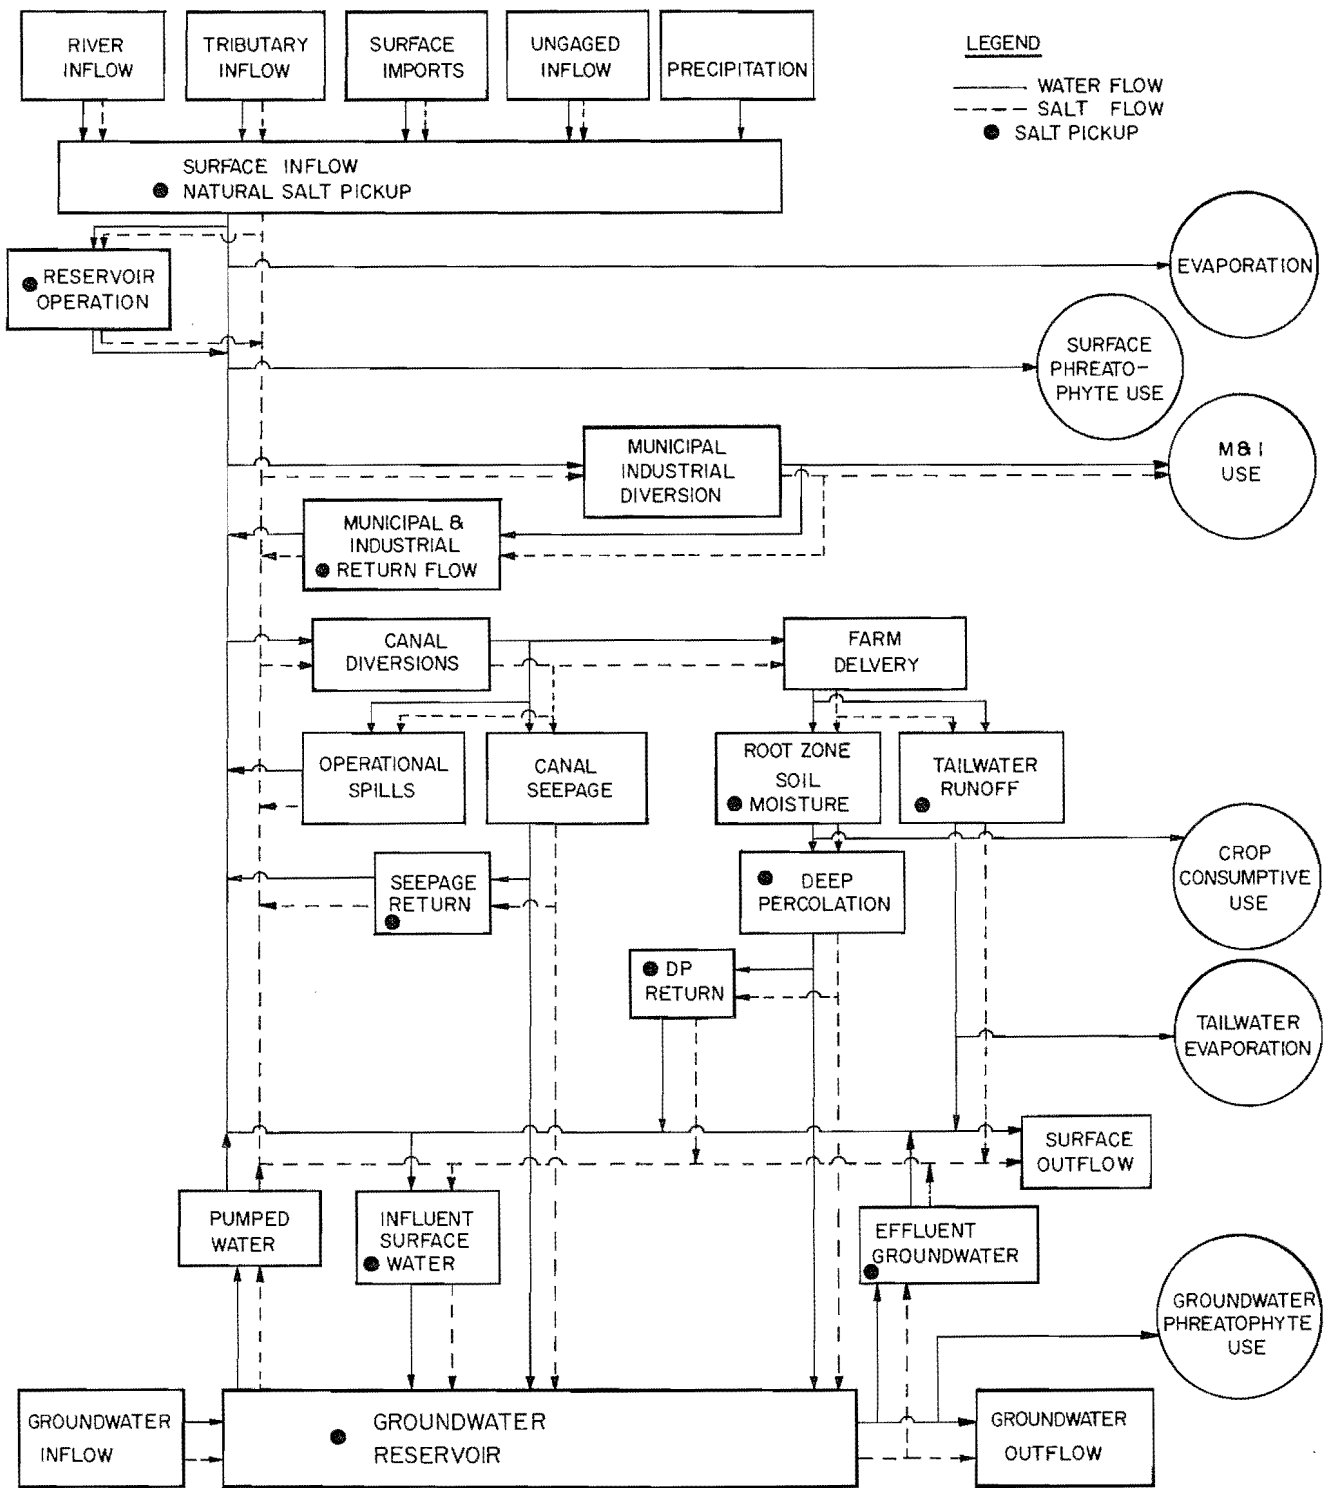 RIVER
INFLOW
TRIBUTARY
INFLOW
SURFACE
IMPORTS
UNGAGED
INFLOW
PRECIPITATION
LEGEND
WATER FLOW
SALT FLOW
SALT PICKUP
SURFACE INFLOW
NATURAL SALT PICKUP
RESERVOIR
OPERATION
EVAPORATION
SURFACE
PHREATO-
PHYTE USE
MUNICIPAL
INDUSTRIAL
DIVERSION
M & I
USE
MUNICIPAL &
INDUSTRIAL
RETURN FLOW
CANAL
DIVERSIONS
FARM
DELVERY
OPERATIONAL
SPILLS
CANAL
SEEPAGE
ROOT ZONE
SOIL
MOISTURE
TAILWATER
RUNOFF
CROP
CONSUMPTIVE
USE
SEEPAGE
RETURN
DEEP
PERCOLATION
DP
RETURN
TAILWATER
EVAPORATION
SURFACE
OUTFLOW
PUMPED
WATER
INFLUENT
SURFACE
WATER
EFFLUENT
GROUNDWATER
GROUNDWATER
PHREATOPHYTE
USE
GROUNDWATER
INFLOW
GROUNDWATER
RESERVOIR
GROUNDWATER
OUTFLOW